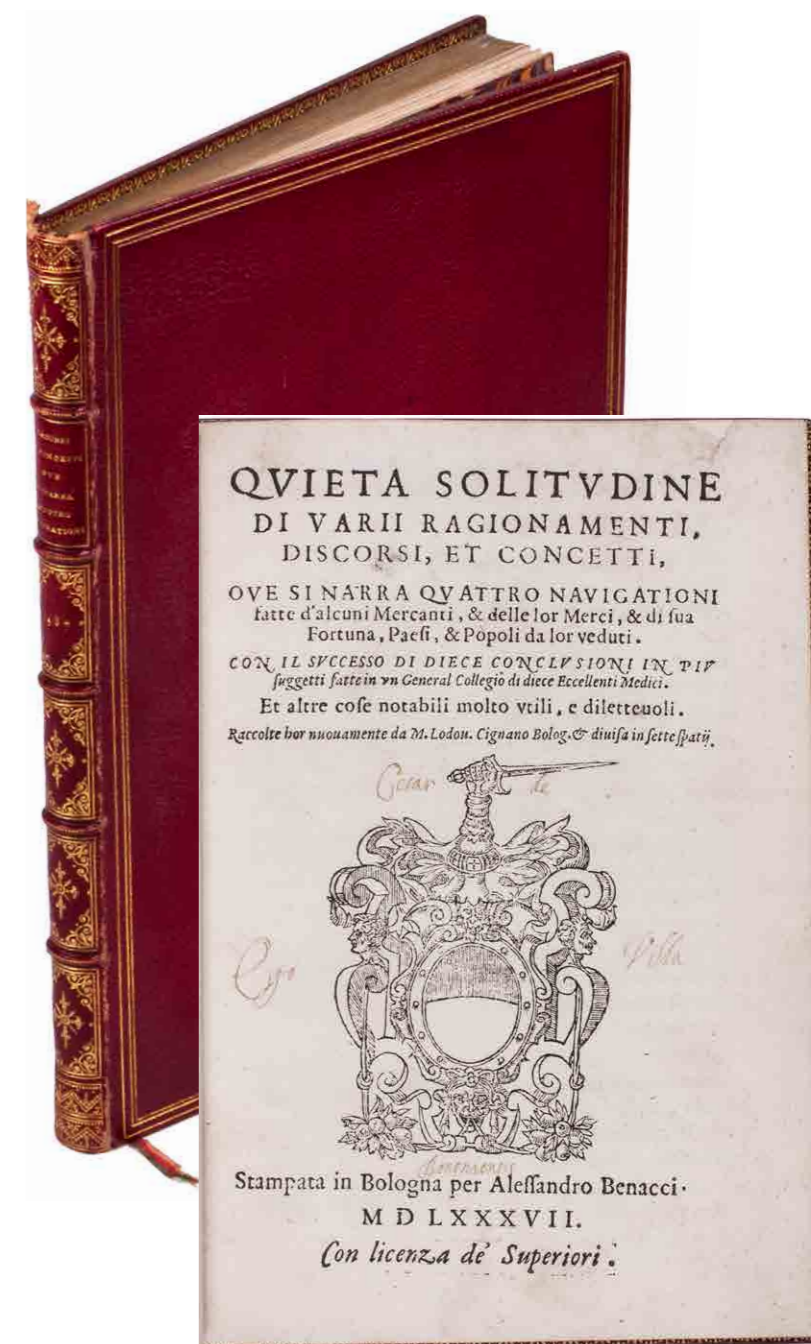 QVIETA SOLITVDINE
DI VARII RAGIONAMENTI,
DISCORSI, ET CONCETTI,
OVE SI NARRA QVATTRO NAVIGATIONI
fatte d'alcuni Mercanti, & delle lor Merci, & di ſua
Fortuna, Paeſi, & Popoli da lor veduti.
CON IL SVCCESSO DI DIECE CONCLVSIONI IN PIV
ſuggetti fatte in vn General Collegio di diece Eccellenti Medici.
Et altre coſe notabili molto vtili, e dilettevoli.
Raccolte hor nuouamente da M. Lodou. Cignano Bolog. & diuiſa in ſette ſpatij.
Cesar de
Villa
Bononiensis
Stampata in Bologna per Aleſſandro Benacci.
M D LXXXVII.
Con licenza de' Superiori.